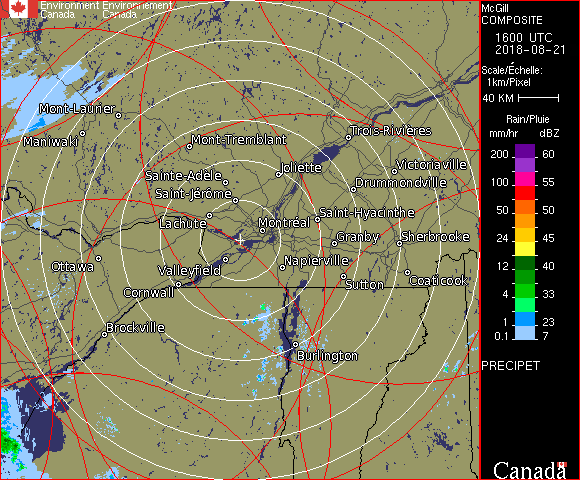 Environment Environnement
Canada Canada
McGill
COMPOSITE
1600 UTC
2018-08-21
Scale/Échelle:
1km/Pixel
40 KM
Rain/Pluie
mm/hr dBZ
200 60
150 57
100 55
50 50
24 45
12 40
4 33
1 23
0.1 7
PRECIPET
Canada
Mont-Laurier
Maniwaki
Mont-Tremblant
Trois-Rivières
Joliette
Victoriaville
Sainte-Adèle
Drummondville
Saint-Jérôme
Lachute
Montréal
Saint-Hyacinthe
Granby
Sherbrooke
Ottawa
Valleyfield
Napierville
Cornwall
Sutton
Coaticook
Brockville
Burlington